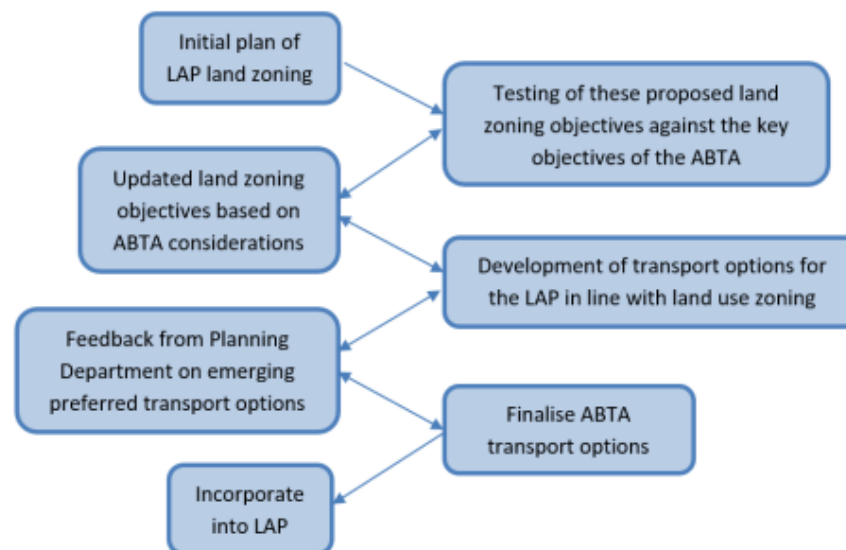 Initial plan of
LAP land zoning
Testing of these proposed land
zoning objectives against the key
objectives of the ABTA
Updated land zoning
objectives based on
ABTA considerations
Development of transport options for
the LAP in line with land use zoning
Feedback from Planning
Department on emerging
preferred transport options
Finalise ABTA
transport options
Incorporate
into LAP